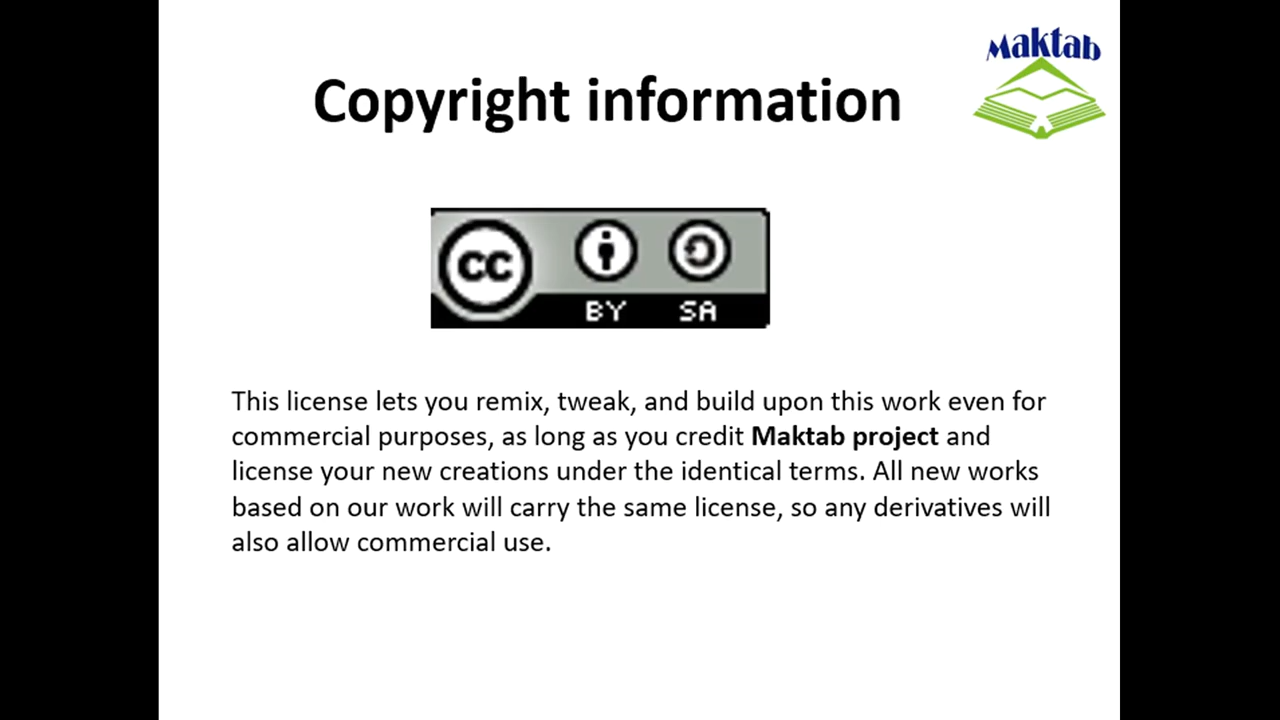 Maktab
Copyright information
CC
BY SA
This license lets you remix, tweak, and build upon this work even for
commercial purposes, as long as you credit Maktab project and
license your new creations under the identical terms. All new works
based on our work will carry the same license, so any derivatives will
also allow commercial use.